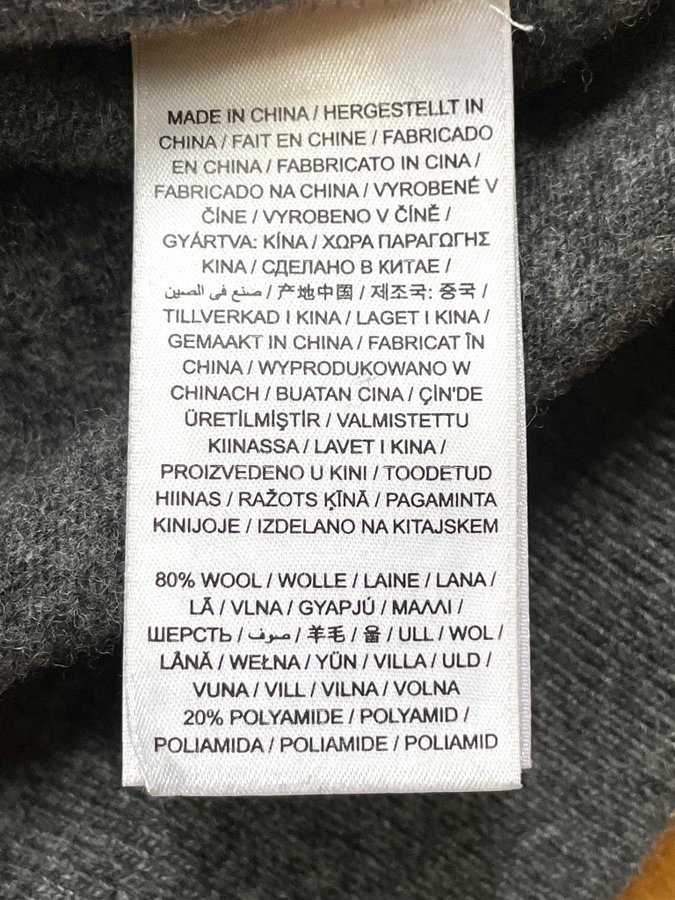 MADE IN CHINA / HERGESTELLT IN
CHINA / FAIT EN CHINE / FABRICADO
EN CHINA / FABBRICATO IN CINA /
FABRICADO NA CHINA / VYROBENÉ V
ČÍNE / VYROBENO V ČÍNĚ /
GYÁRTVA: KÍNA / ΧΩΡΑ ΠΑΡΑΓΩΓΗΣ
ΚΙΝΑ / СДЕЛАНО В КИТАЕ /
صنع في الصين / 产地中国 / 제조국: 중국 /
TILLVERKAD I KINA / LAGET I KINA /
GEMAAKT IN CHINA / FABRICAT ÎN
CHINA / WYPRODUKOWANO W
CHINACH / BUATAN CINA / ÇİN'DE
ÜRETİLMİŞTİR / VALMISTETTU
KIINASSA / LAVET I KINA /
PROIZVEDENO U KINI / TOODETUD
HIINAS / RAŽOTS ĶĪNĀ / PAGAMINTA
KINIJOJE / IZDELANO NA KITAJSKEM
80% WOOL / WOLLE / LAINE / LANA /
LÃ / VLNA / GYAPJÚ / ΜΑΛΛΙ /
ШЕРСТЬ / صوف / 羊毛 / 울 / ULL / WOL /
LÂNĂ / WEŁNA / YÜN / VILLA / ULD /
VUNA / VILL / VILNA / VOLNA
20% POLYAMIDE / POLYAMID /
POLIAMIDA / POLIAMIDE / POLIAMID